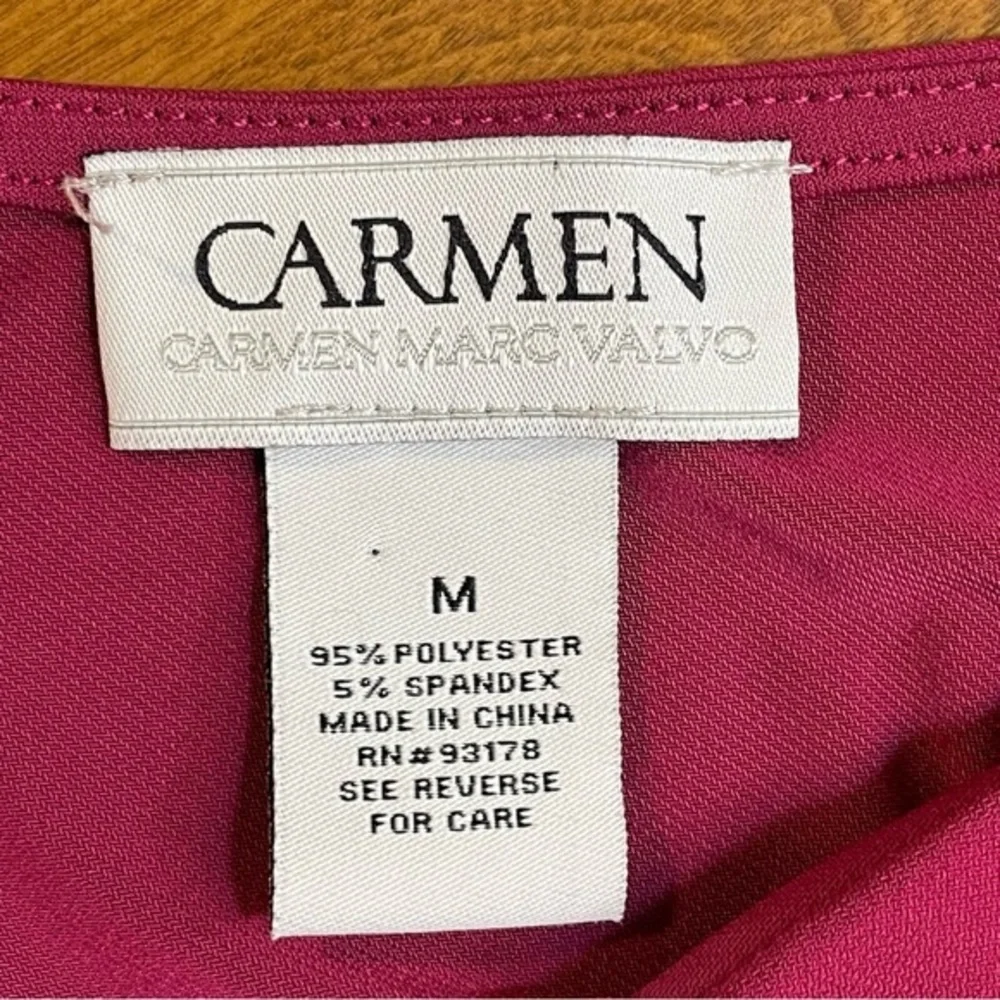 CARMEN
CARMEN MARC VALVO
M
95% POLYESTER
5% SPANDEX
MADE IN CHINA
RN#93178
SEE REVERSE
FOR CARE